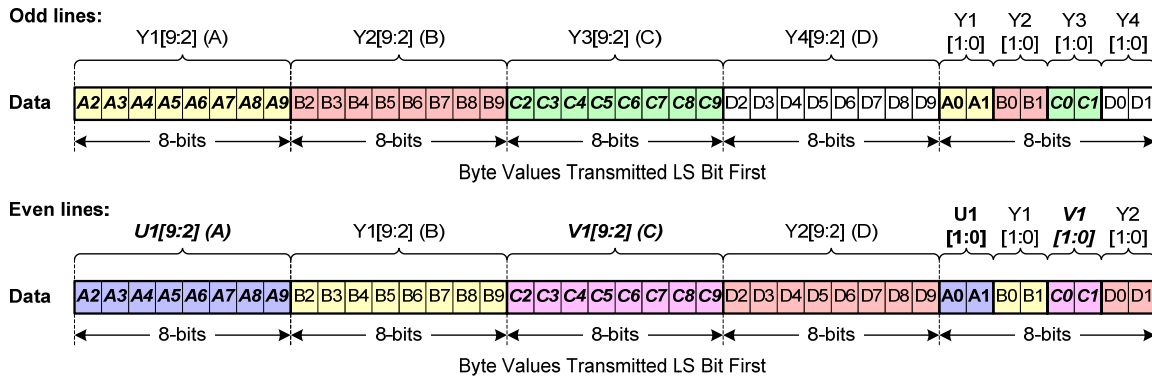 Odd lines:
Y1[9:2] (A) Y2[9:2] (B) Y3[9:2] (C) Y4[9:2] (D) Y1 [1:0] Y2 [1:0] Y3 [1:0] Y4 [1:0]
Data A2 A3 A4 A5 A6 A7 A8 A9 B2 B3 B4 B5 B6 B7 B8 B9 C2 C3 C4 C5 C6 C7 C8 C9 D2 D3 D4 D5 D6 D7 D8 D9 A0 A1 B0 B1 C0 C1 D0 D1
8-bits 8-bits 8-bits 8-bits 8-bits
Byte Values Transmitted LS Bit First
Even lines:
U1[9:2] (A) Y1[9:2] (B) V1[9:2] (C) Y2[9:2] (D) U1 [1:0] Y1 [1:0] V1 [1:0] Y2 [1:0]
Data A2 A3 A4 A5 A6 A7 A8 A9 B2 B3 B4 B5 B6 B7 B8 B9 C2 C3 C4 C5 C6 C7 C8 C9 D2 D3 D4 D5 D6 D7 D8 D9 A0 A1 B0 B1 C0 C1 D0 D1
8-bits 8-bits 8-bits 8-bits 8-bits
Byte Values Transmitted LS Bit First